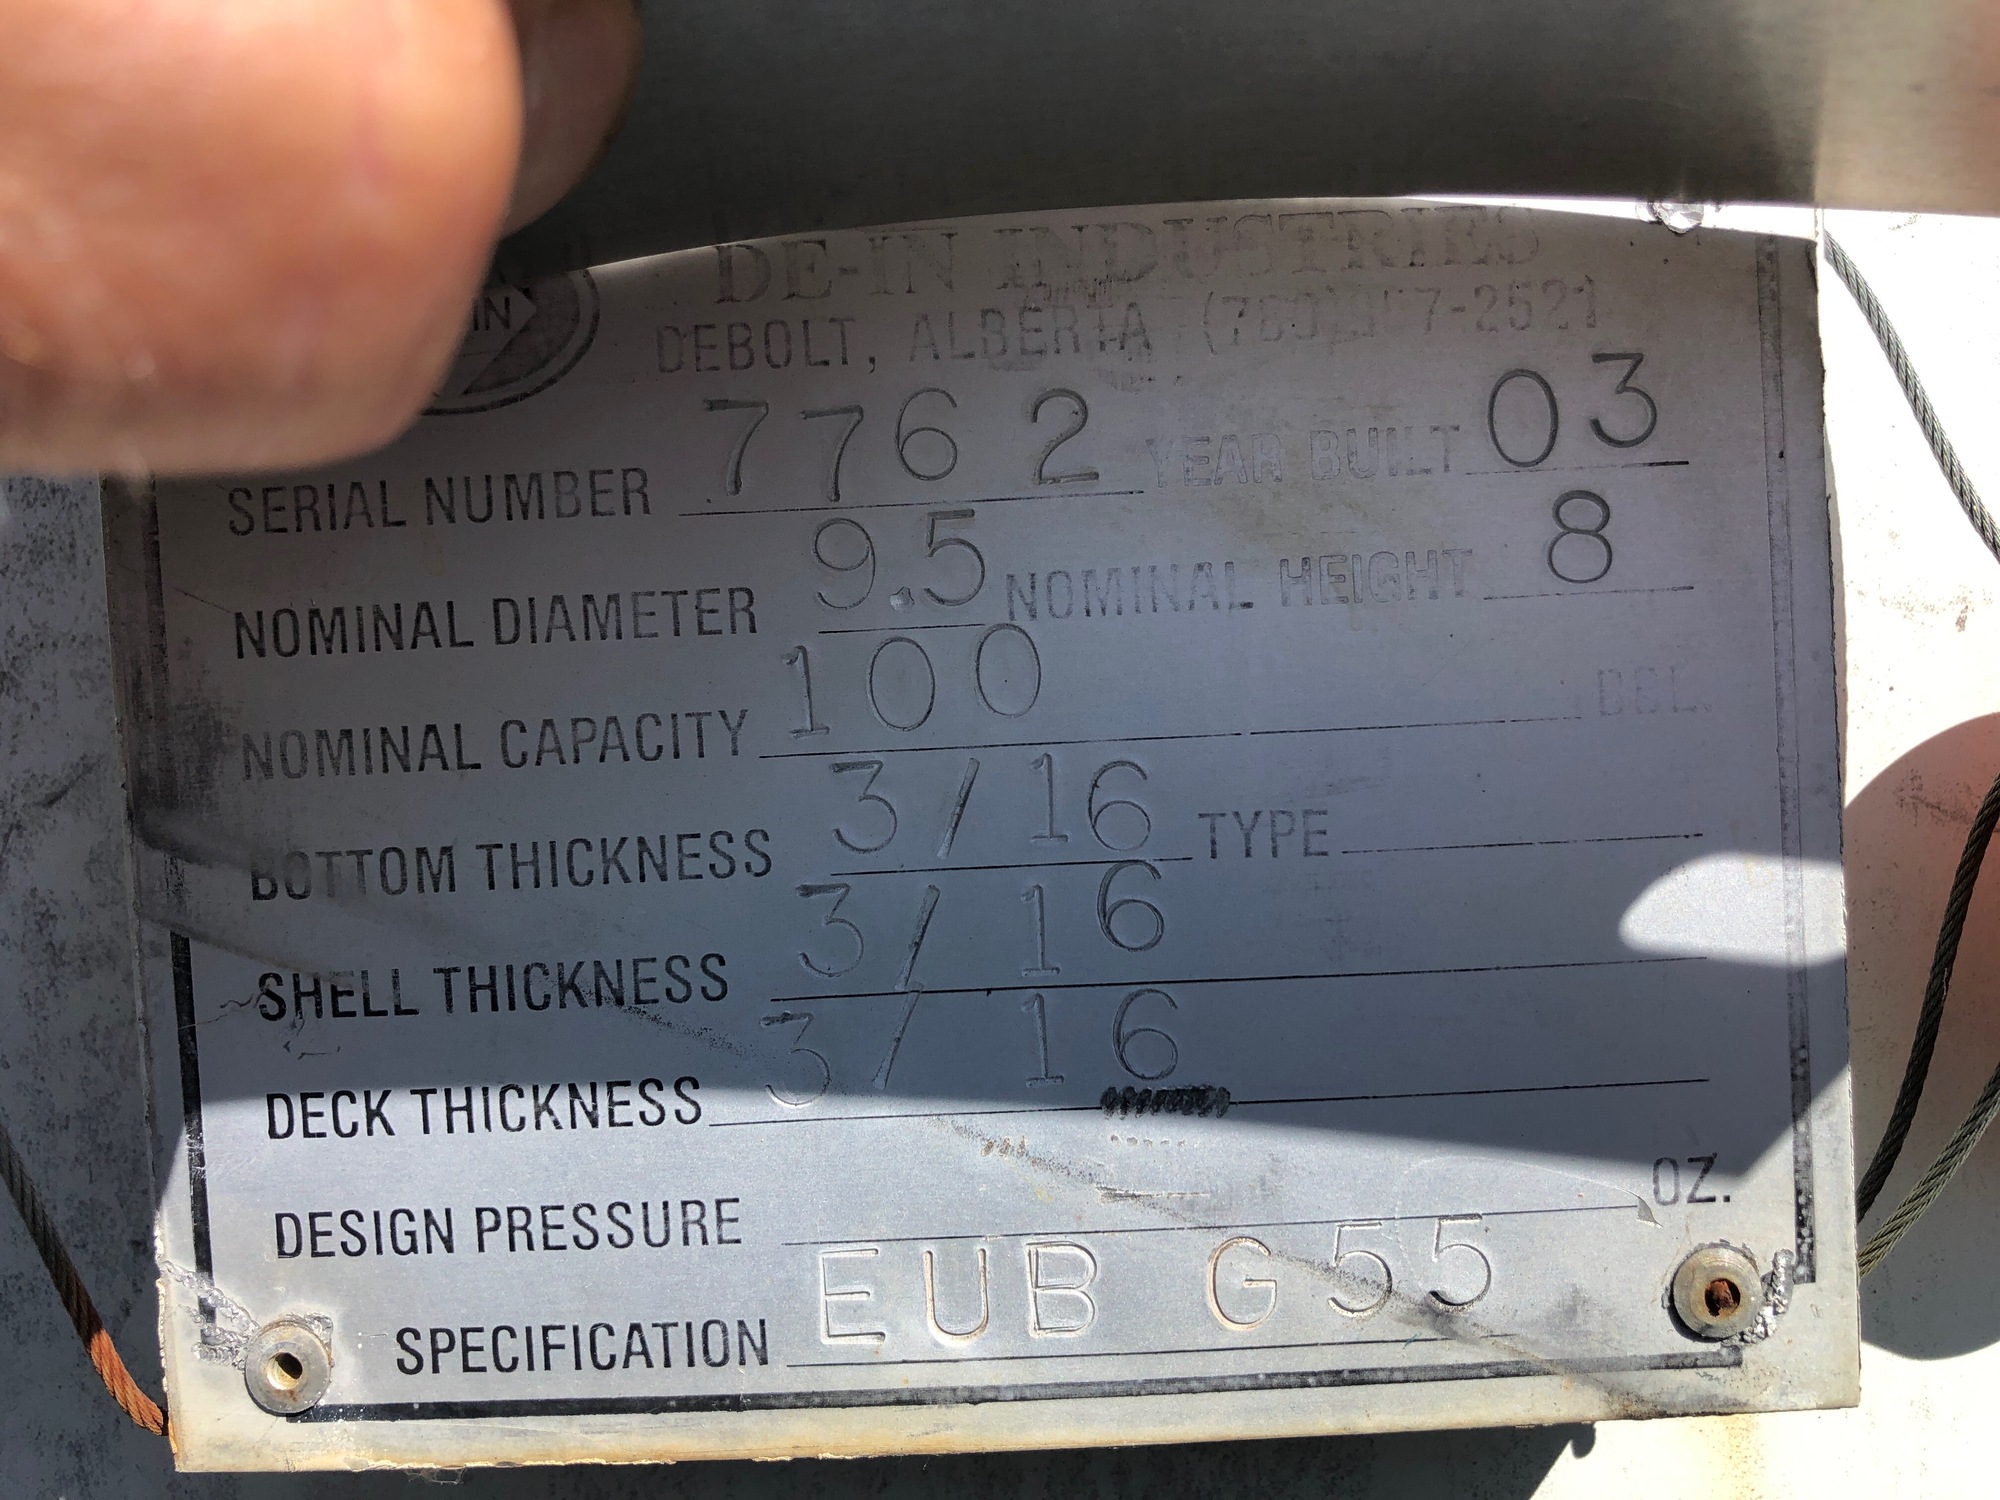 IN
DE-IN INDUSTRIES
DEBOLT, ALBERTA
SERIAL NUMBER 7762 YEAR BUILT 03
NOMINAL DIAMETER 9.5 NOMINAL HEIGHT 8
NOMINAL CAPACITY 100
BOTTOM THICKNESS 3/16 TYPE
SHELL THICKNESS 3/16
DECK THICKNESS 3/16
DESIGN PRESSURE OZ.
SPECIFICATION EUB G55